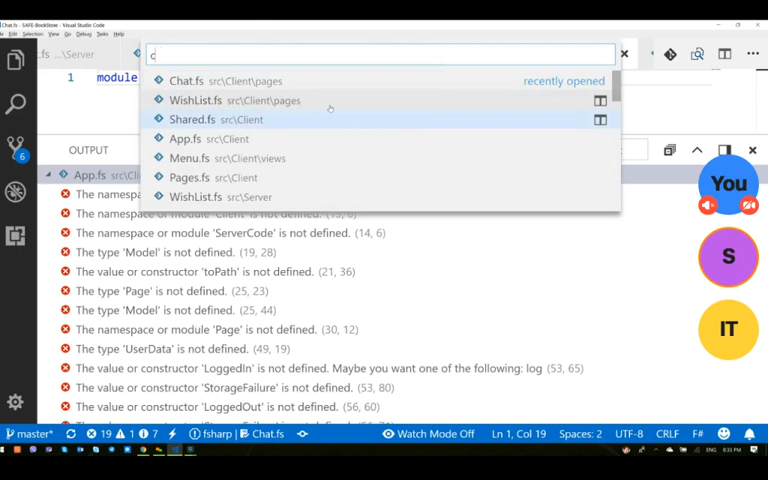 Chat.fs - SAFE-BookStore - Visual Studio Code
Edit Selection View Go Debug Tasks Help
.fs ...\Server
c
1 module
Chat.fs src\Client\pages recently opened
WishList.fs src\Client\pages
Shared.fs src\Client
App.fs src\Client
Menu.fs src\Client\views
Pages.fs src\Client
WishList.fs src\Server
OUTPUT
App.fs src\Cli
The namespa
The namespace or module 'Client' is not defined. (13, 6)
The namespace or module 'ServerCode' is not defined. (14, 6)
The type 'Model' is not defined. (19, 28)
The value or constructor 'toPath' is not defined. (21, 36)
The type 'Page' is not defined. (25, 23)
The type 'Model' is not defined. (25, 44)
The namespace or module 'Page' is not defined. (30, 12)
The type 'UserData' is not defined. (49, 19)
The value or constructor 'LoggedIn' is not defined. Maybe you want one of the following: log (53, 65)
The value or constructor 'StorageFailure' is not defined. (53, 80)
The value or constructor 'LoggedOut' is not defined. (56, 60)
You
S
IT
6
master* 19 1 7 fsharp | Chat.fs Watch Mode Off Ln 1, Col 19 Spaces: 2 UTF-8 CRLF F#
ENG 8:33 PM